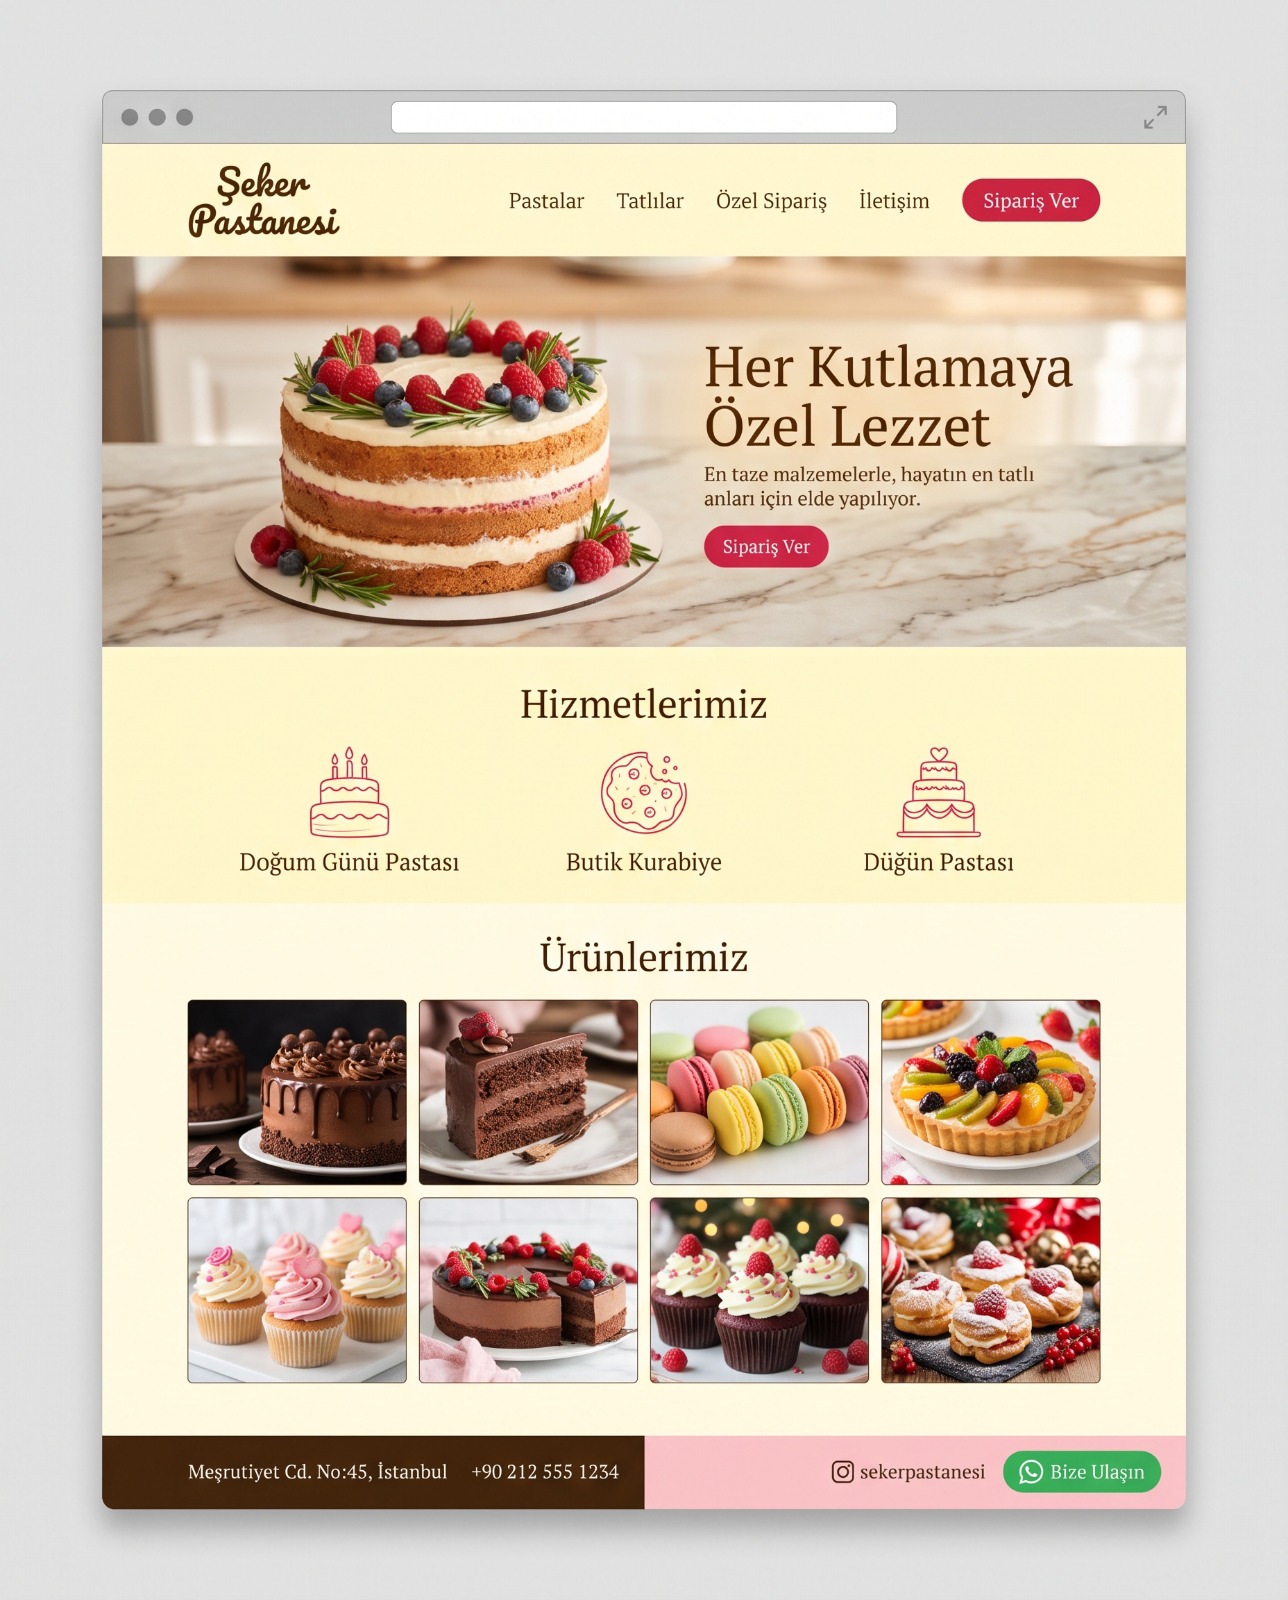 Şeker
Pastanesi
Pastalar Tatlılar Özel Sipariş İletişim Sipariş Ver
Her Kutlamaya
Özel Lezzet
En taze malzemelerle, hayatın en tatlı
anları için elde yapılıyor.
Sipariş Ver
Hizmetlerimiz
Doğum Günü Pastası Butik Kurabiye Düğün Pastası
Ürünlerimiz
Meşrutiyet Cd. No:45, İstanbul +90 212 555 1234 sekerpastanesi Bize Ulaşın